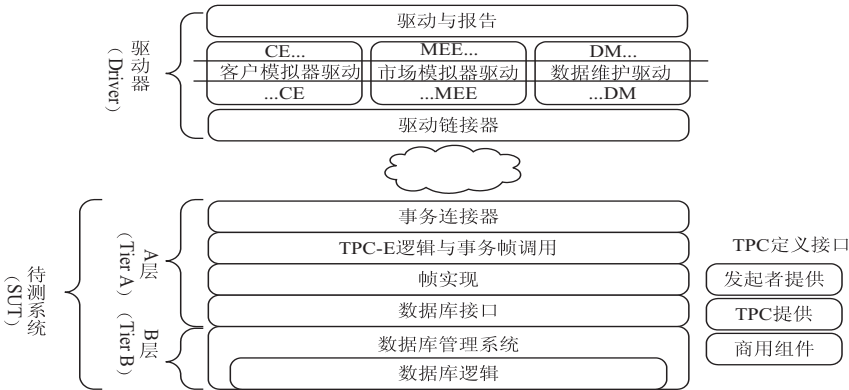 驱动与报告
驱动器
(Driver)
CE...
MEE...
DM...
客户模拟器驱动
市场模拟器驱动
数据维护驱动
...CE
...MEE
...DM
驱动链接器
待测系统
(SUT)
A层
(Tier A)
事务连接器
TPC-E逻辑与事务帧调用
帧实现
数据库接口
B层
(Tier B)
数据库管理系统
数据库逻辑
TPC定义接口
发起者提供
TPC提供
商用组件